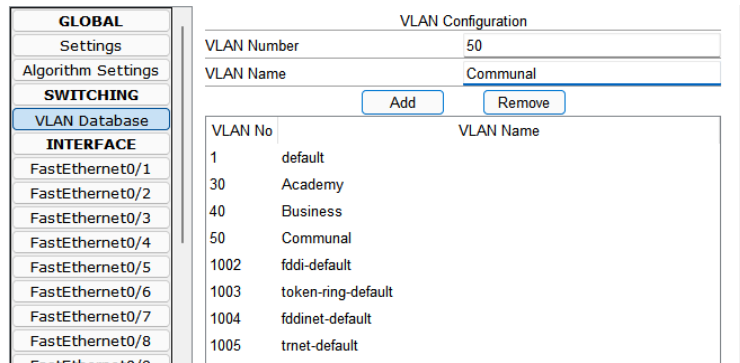 GLOBAL
Settings
Algorithm Settings
SWITCHING
VLAN Database
INTERFACE
FastEthernet0/1
FastEthernet0/2
FastEthernet0/3
FastEthernet0/4
FastEthernet0/5
FastEthernet0/6
FastEthernet0/7
FastEthernet0/8
VLAN Configuration
VLAN Number 50
VLAN Name Communal
Add Remove
VLAN No VLAN Name
1 default
30 Academy
40 Business
50 Communal
1002 fddi-default
1003 token-ring-default
1004 fddinet-default
1005 trnet-default